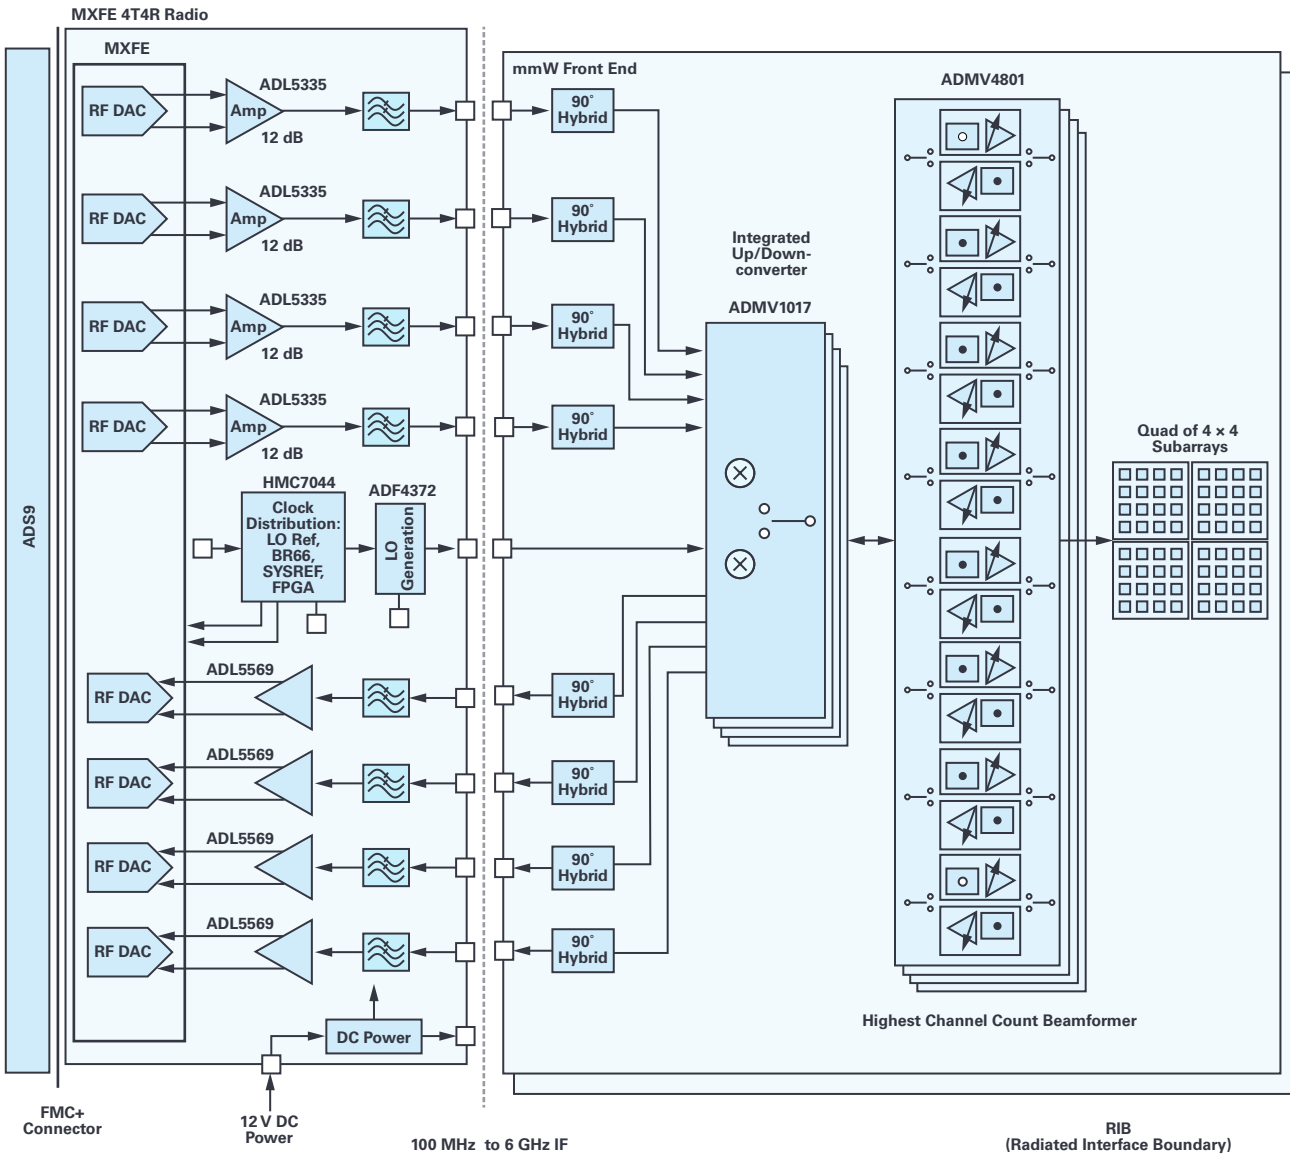 MXFE 4T4R Radio
MXFE
RF DAC
ADL5335
Amp
12 dB
RF DAC
ADL5335
Amp
12 dB
RF DAC
ADL5335
Amp
12 dB
RF DAC
ADL5335
Amp
12 dB
HMC7044
Clock
Distribution:
LO Ref,
BR66,
SYSREF,
FPGA
ADF4372
LO
Generation
ADS9
RF DAC
ADL5569
RF DAC
ADL5569
RF DAC
ADL5569
RF DAC
ADL5569
DC Power
FMC+
Connector
12 V DC
Power
100 MHz to 6 GHz IF
mmW Front End
90°
Hybrid
90°
Hybrid
90°
Hybrid
90°
Hybrid
90°
Hybrid
90°
Hybrid
90°
Hybrid
90°
Hybrid
Integrated
Up/Down-
converter
ADMV1017
ADMV4801
Quad of 4 × 4
Subarrays
Highest Channel Count Beamformer
RIB
(Radiated Interface Boundary)